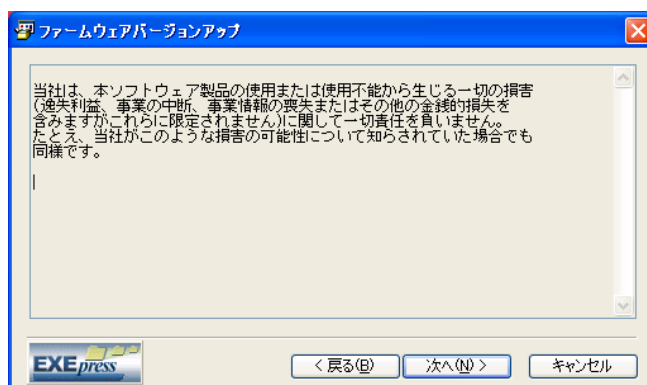 ファームウェアバージョンアップ
当社は、本ソフトウェア製品の使用または使用不能から生じる一切の損害
(逸失利益、事業の中断、事業情報の喪失またはその他の金銭的損失を
含みますがこれらに限定されません)に関して一切責任を負いません。
たとえ、当社がこのような損害の可能性について知らされていた場合でも
同様です。
EXEpress
< 戻る(B) 次へ(N) > キャンセル